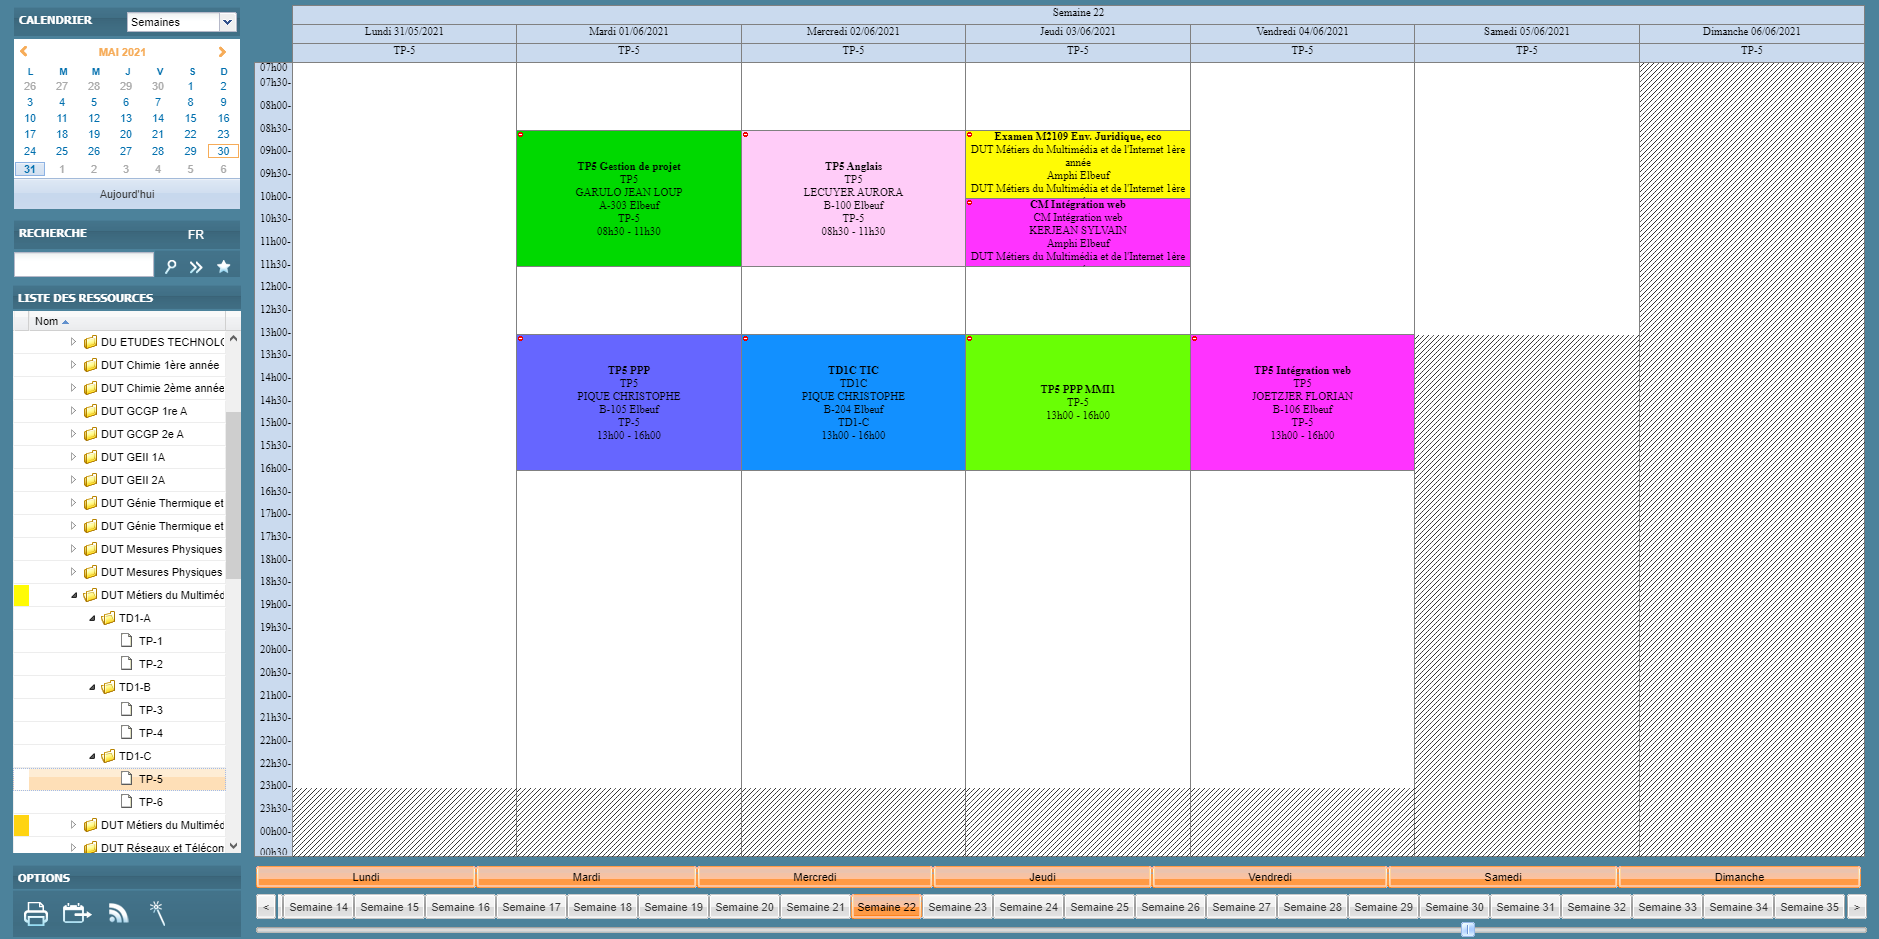 CALENDRIER
Semaines
MAI 2021
L M M J V S D
26 27 28 29 30 1 2
3 4 5 6 7 8 9
10 11 12 13 14 15 16
17 18 19 20 21 22 23
24 25 26 27 28 29 30
31 1 2 3 4 5 6
Aujourd'hui
RECHERCHE
FR
LISTE DES RESSOURCES
Nom
DU ETUDES TECHNOLO
DUT Chimie 1ère année
DUT Chimie 2ème année
DUT GCGP 1re A
DUT GCGP 2e A
DUT GEII 1A
DUT GEII 2A
DUT Génie Thermique et
DUT Génie Thermique et
DUT Mesures Physiques
DUT Mesures Physiques
DUT Métiers du Multiméd
TD1-A
TP-1
TP-2
TD1-B
TP-3
TP-4
TD1-C
TP-5
TP-6
DUT Métiers du Multiméd
DUT Réseaux et Télécom
OPTIONS
Semaine 22
Lundi 31/05/2021
Mardi 01/06/2021
Mercredi 02/06/2021
Jeudi 03/06/2021
Vendredi 04/06/2021
Samedi 05/06/2021
Dimanche 06/06/2021
TP-5
TP-5
TP-5
TP-5
TP-5
TP-5
TP-5
07h00
07h30-
08h00-
08h30-
09h00-
09h30-
10h00-
10h30-
11h00-
11h30-
12h00-
12h30-
13h00-
13h30-
14h00-
14h30-
15h00-
15h30-
16h00-
16h30-
17h00-
17h30-
18h00-
18h30-
19h00-
19h30-
20h00-
20h30-
21h00-
21h30-
22h00-
22h30-
23h00-
23h30-
00h00-
00h30
TP5 Gestion de projet
TP5
GARULO JEAN LOUP
A-303 Elbeuf
TP-5
08h30 - 11h30
TP5 Anglais
TP5
LECUYER AURORA
B-100 Elbeuf
TP-5
08h30 - 11h30
Examen M2109 Env. Juridique, eco
DUT Métiers du Multimédia et de l'Internet 1ère
année
Amphi Elbeuf
DUT Métiers du Multimédia et de l'Internet 1ère
CM Intégration web
CM Intégration web
KERJEAN SYLVAIN
Amphi Elbeuf
DUT Métiers du Multimédia et de l'Internet 1ère
TP5 PPP
TP5
PIQUE CHRISTOPHE
B-105 Elbeuf
TP-5
13h00 - 16h00
TD1C TIC
TD1C
PIQUE CHRISTOPHE
B-204 Elbeuf
TD1-C
13h00 - 16h00
TP5 PPP MMI1
TP-5
13h00 - 16h00
TP5 Intégration web
TP5
JOETZJER FLORIAN
B-106 Elbeuf
TP-5
13h00 - 16h00
Lundi
Mardi
Mercredi
Jeudi
Vendredi
Samedi
Dimanche
< Semaine 14 Semaine 15 Semaine 16 Semaine 17 Semaine 18 Semaine 19 Semaine 20 Semaine 21 Semaine 22 Semaine 23 Semaine 24 Semaine 25 Semaine 26 Semaine 27 Semaine 28 Semaine 29 Semaine 30 Semaine 31 Semaine 32 Semaine 33 Semaine 34 Semaine 35 >